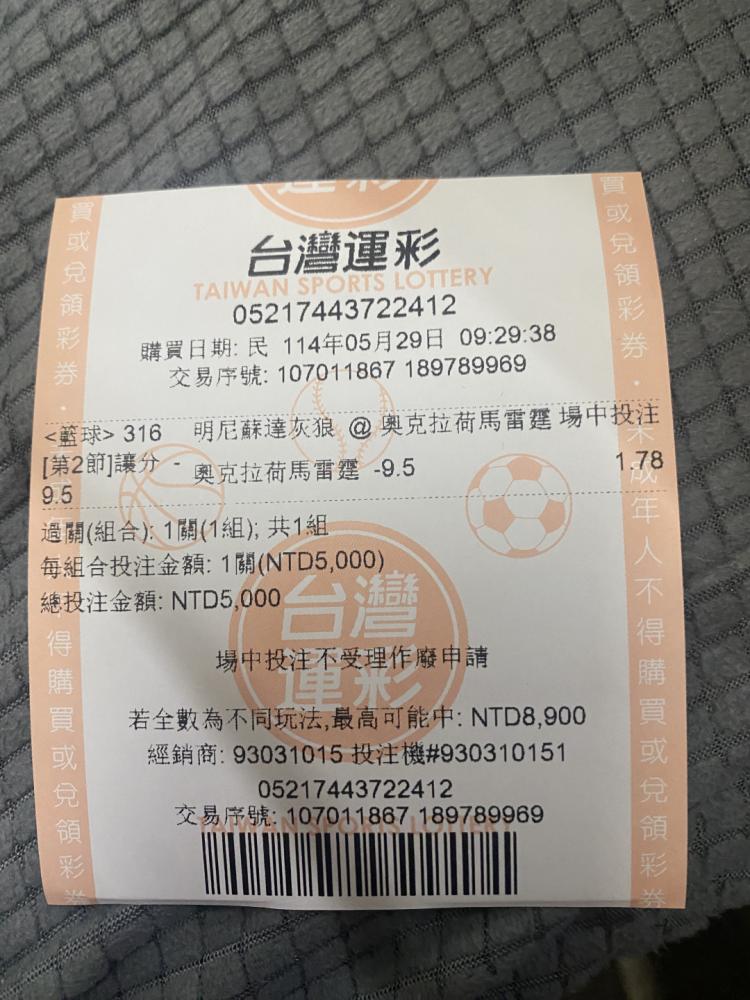 運彩
台灣運彩
TAIWAN SPORTS LOTTERY
05217443722412
購買日期: 民 114年05月29日 09:29:38
交易序號: 107011867 189789969
<籃球> 316 明尼蘇達灰狼 @ 奧克拉荷馬雷霆 場中投注
[第2節]讓分 - 奧克拉荷馬雷霆 -9.5 1.78
9.5
過關(組合): 1關(1組); 共1組
每組合投注金額: 1關(NTD5,000)
總投注金額: NTD5,000
台灣
運彩
場中投注不受理作廢申請
若全數為不同玩法,最高可能中: NTD8,900
經銷商: 93031015 投注機#930310151
05217443722412
交易序號: 107011867 189789969
TAIWAN SPORTS LOTTERY
買或兌領彩券・
得購買或兌領彩券
買或兌領彩券・未成年人不得購買或兌領彩券